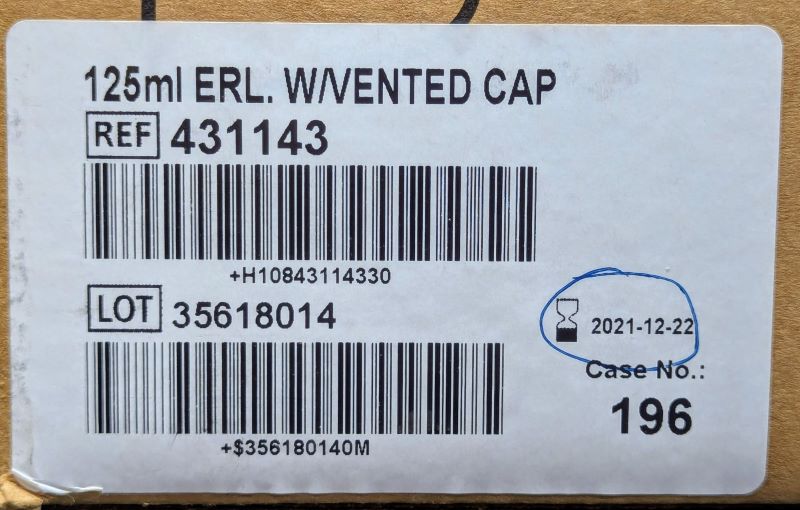 125ml ERL. W/VENTED CAP
REF 431143
+H10843114330
LOT 35618014
2021-12-22
Case No.:
196
+$356180140M